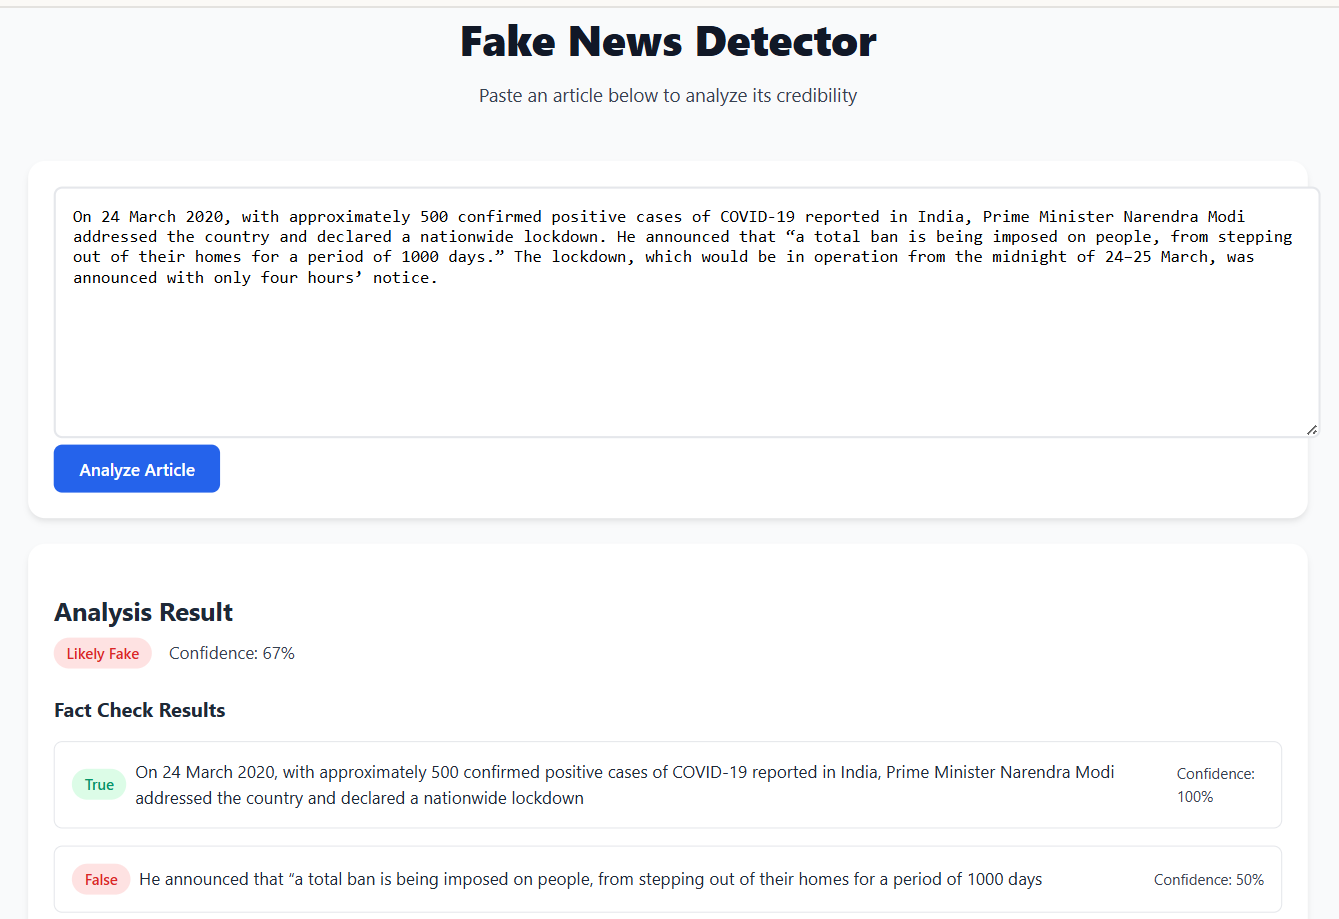 Fake News Detector
Paste an article below to analyze its credibility
On 24 March 2020, with approximately 500 confirmed positive cases of COVID-19 reported in India, Prime Minister Narendra Modi
addressed the country and declared a nationwide lockdown. He announced that “a total ban is being imposed on people, from stepping
out of their homes for a period of 1000 days.” The lockdown, which would be in operation from the midnight of 24–25 March, was
announced with only four hours’ notice.
Analyze Article
Analysis Result
Likely Fake Confidence: 67%
Fact Check Results
True
On 24 March 2020, with approximately 500 confirmed positive cases of COVID-19 reported in India, Prime Minister Narendra Modi
addressed the country and declared a nationwide lockdown
Confidence:
100%
False He announced that “a total ban is being imposed on people, from stepping out of their homes for a period of 1000 days Confidence: 50%